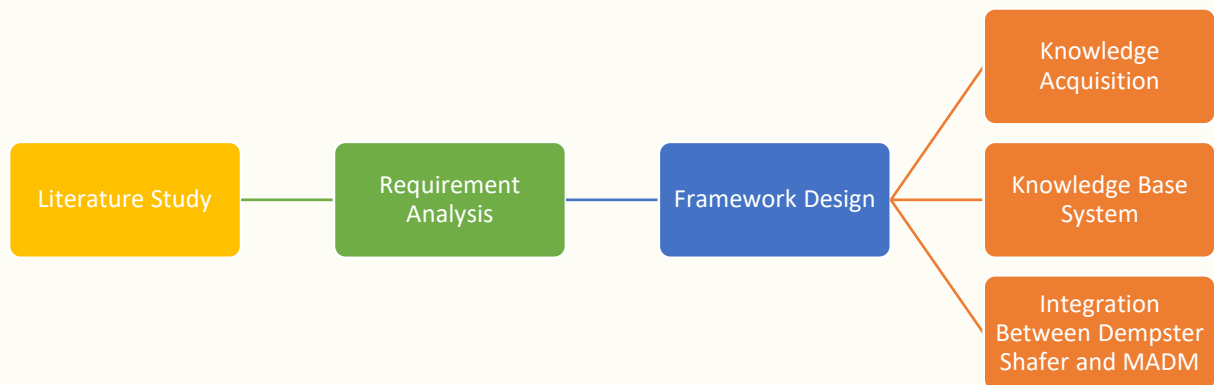 Literature Study
Requirement
Analysis
Framework Design
Knowledge
Acquisition
Knowledge Base
System
Integration
Between Dempster
Shafer and MADM